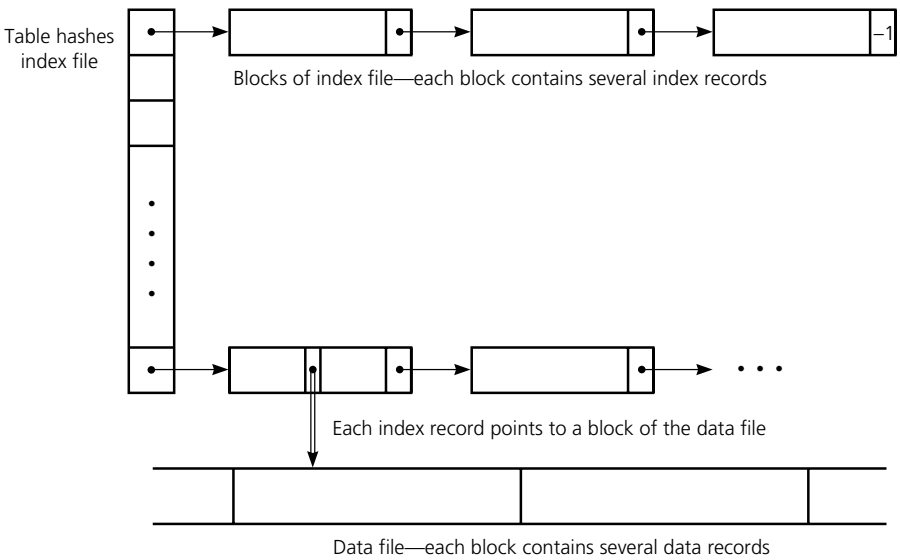 Table hashes
index file
–1
Blocks of index file—each block contains several index records
Each index record points to a block of the data file
Data file—each block contains several data records